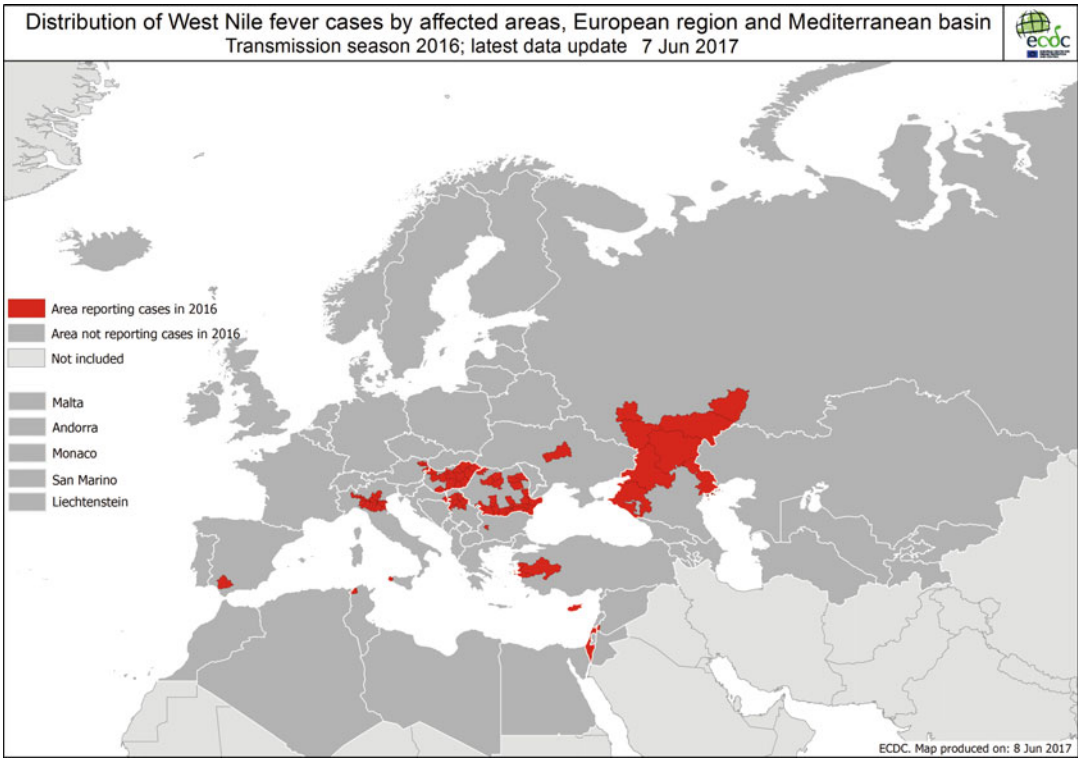 Distribution of West Nile fever cases by affected areas, European region and Mediterranean basin
Transmission season 2016; latest data update 7 Jun 2017
ecdc
Area reporting cases in 2016
Area not reporting cases in 2016
Not included
Malta
Andorra
Monaco
San Marino
Liechtenstein
ECDC. Map produced on: 8 Jun 2017